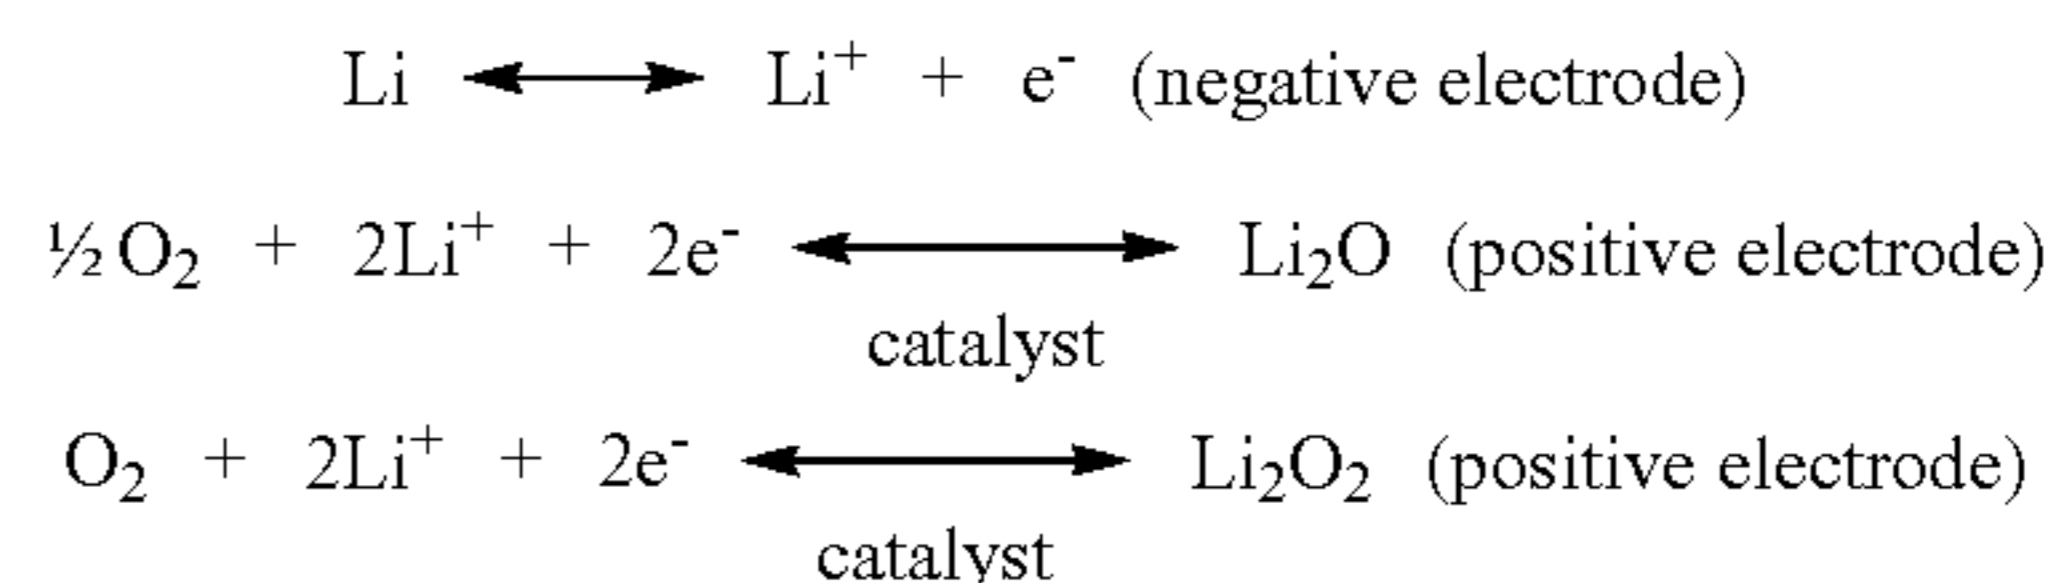 Li ⟷ Li⁺ + e⁻ (negative electrode)
½ O₂ + 2Li⁺ + 2e⁻ ⟷ Li₂O (positive electrode)
catalyst
O₂ + 2Li⁺ + 2e⁻ ⟷ Li₂O₂ (positive electrode)
catalyst